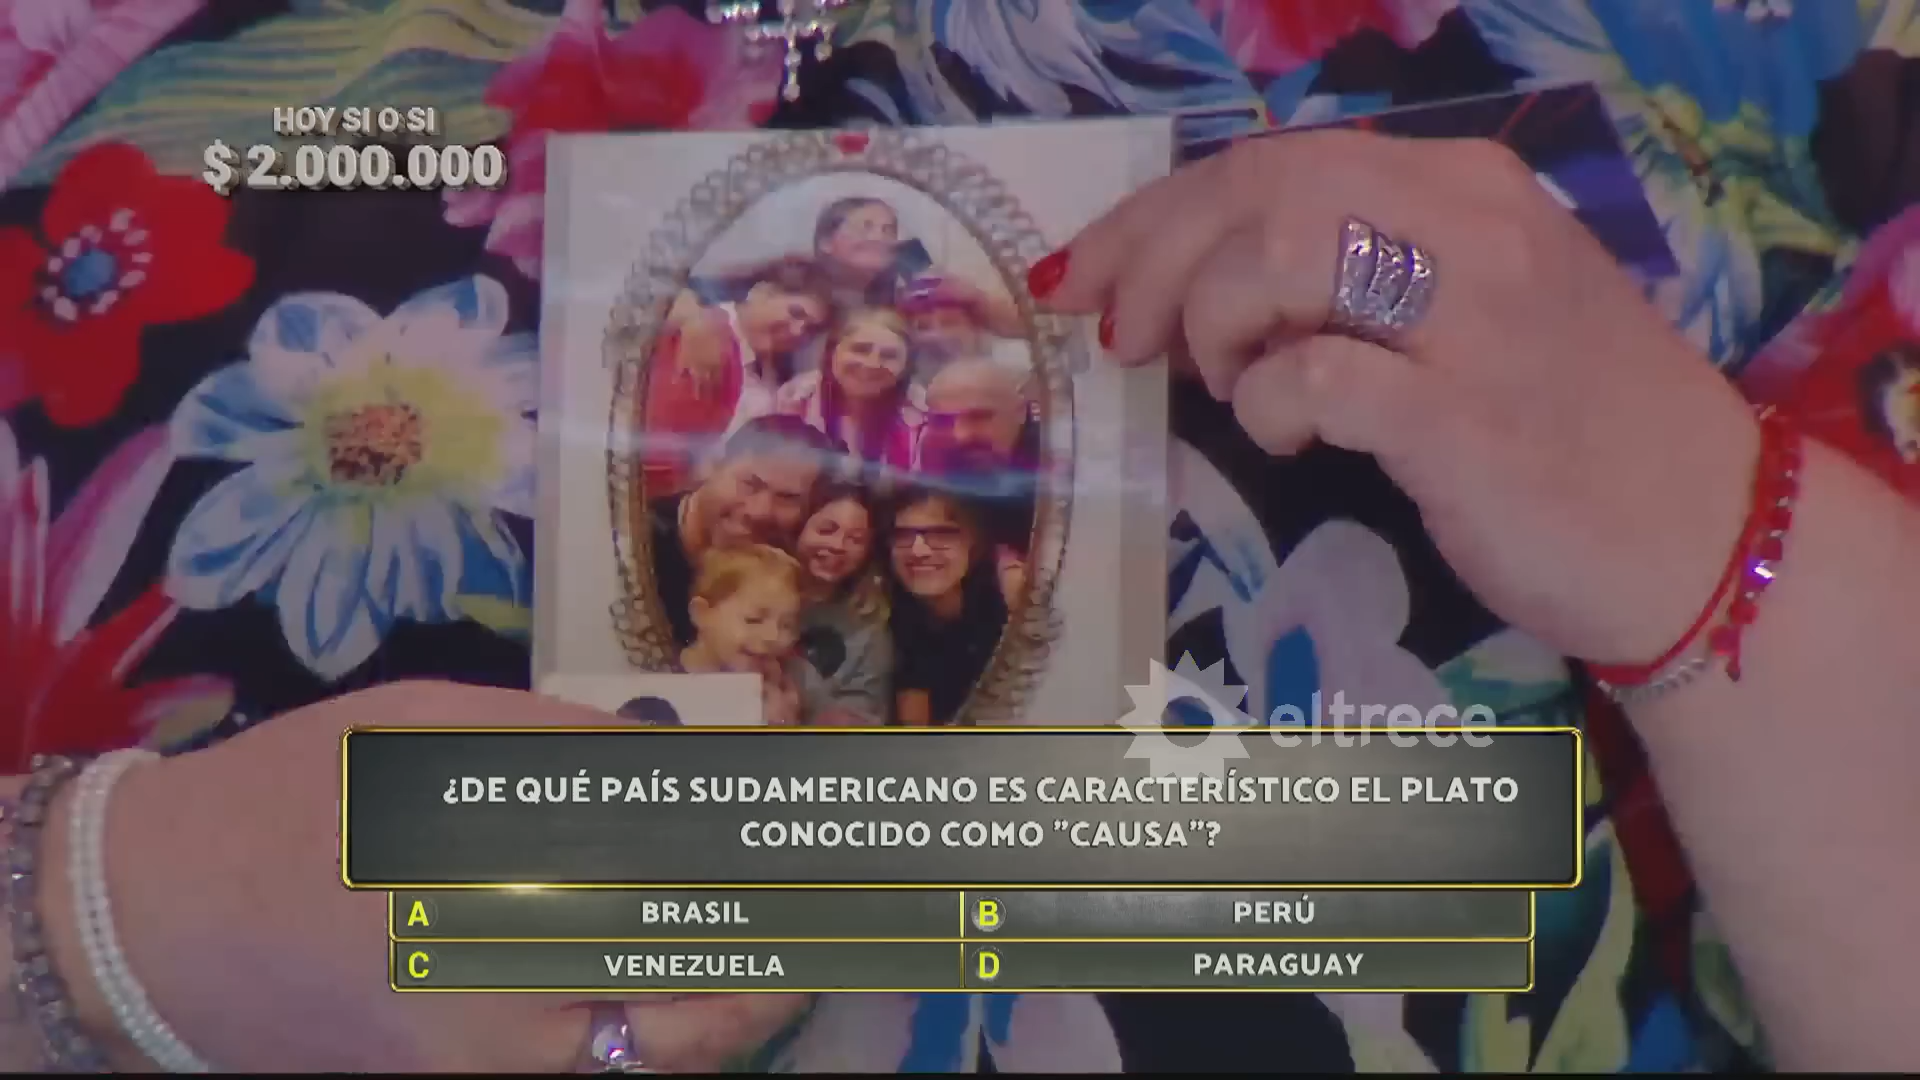 HOY SI O SI
$ 2.000.000
eltrece
¿DE QUÉ PAÍS SUDAMERICANO ES CARACTERÍSTICO EL PLATO
CONOCIDO COMO "CAUSA"?
A BRASIL
B PERÚ
C VENEZUELA
D PARAGUAY